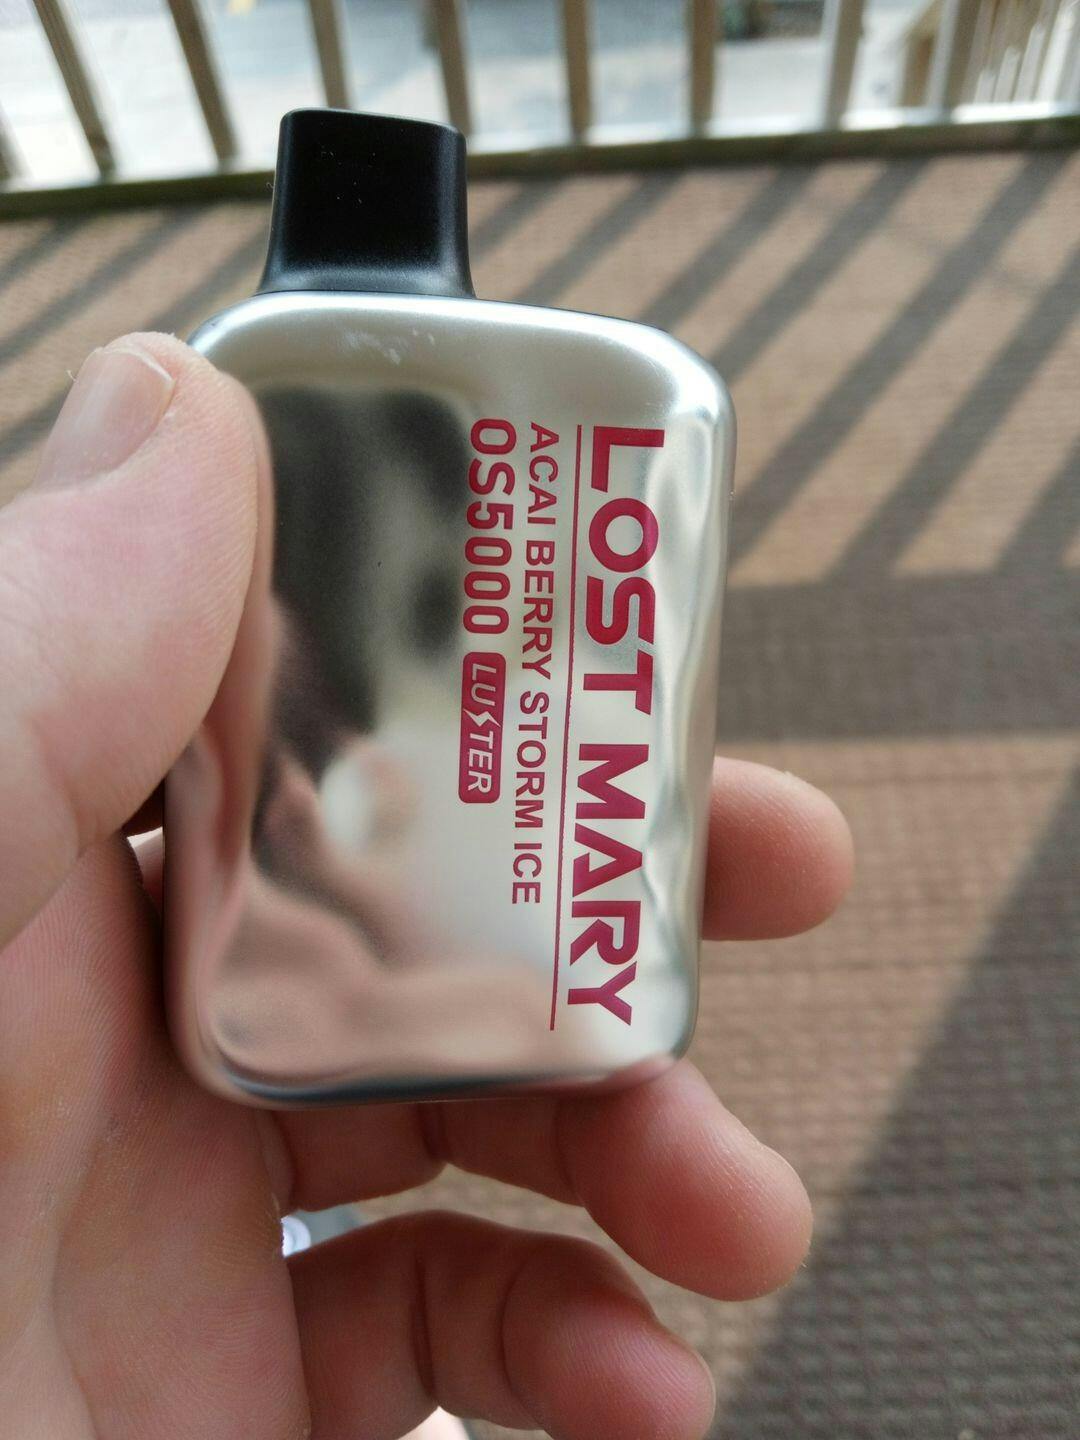 LOST MARY
ACAI BERRY STORM ICE
OS5000 LUSTER